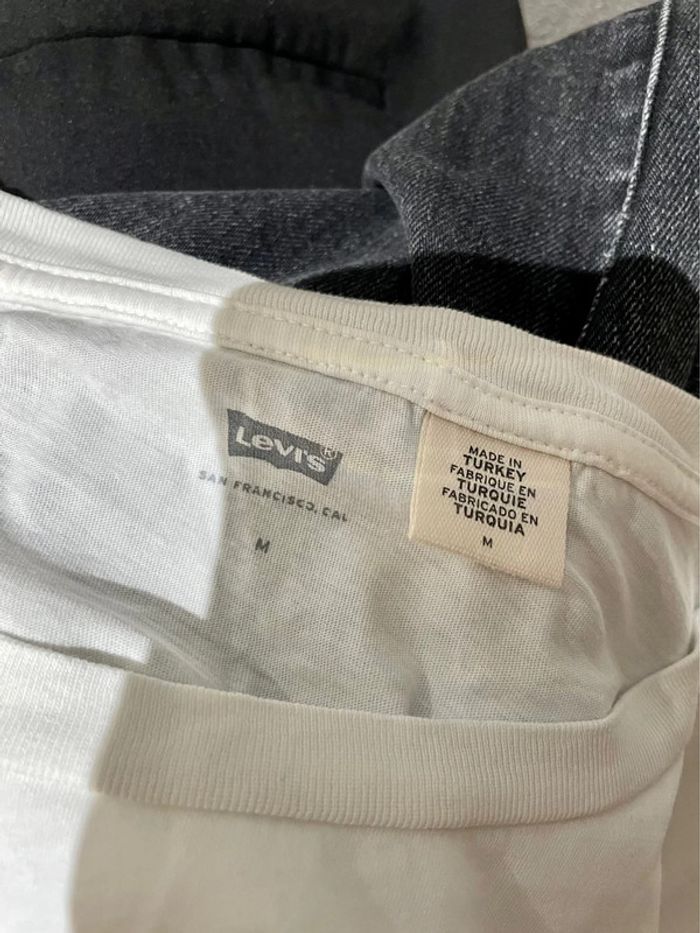 Levi's®
SAN FRANCISCO, CAL
M
MADE IN
TURKEY
FABRIQUE EN
TURQUIE
FABRICADO EN
TURQUIA
M